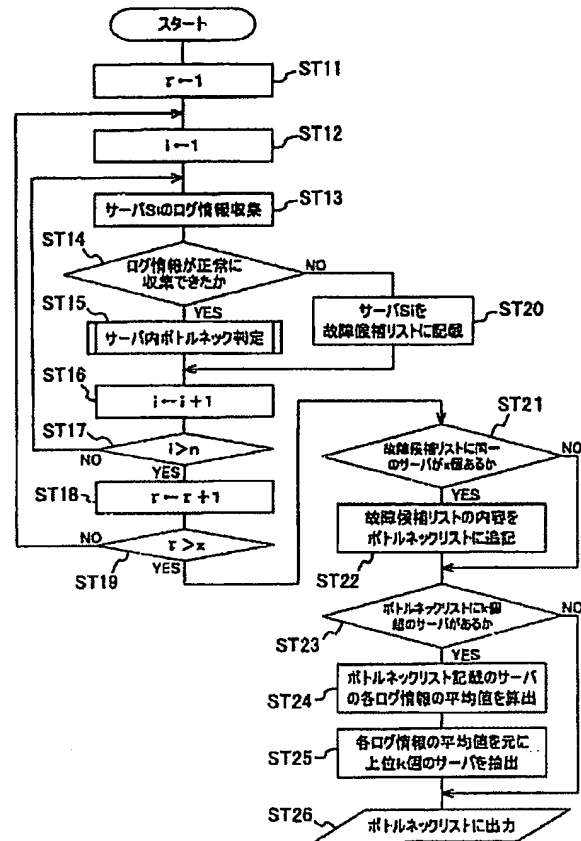 スタート
ST11
r←1
ST12
i←1
ST13
サーバSiのログ情報収集
ST14
ログ情報が正常に
収集できたか
NO
YES
ST15
サーバ内ボトルネック判定
サーバSiを
故障候補リストに記載
ST20
ST16
i←i+1
ST17
i>n
NO
YES
ST18
r←r+1
NO
r>x
YES
ST19
ST21
故障候補リストに同一
のサーバがx個あるか
NO
YES
故障候補リストの内容を
ボトルネックリストに追記
ST22
ボトルネックリストにk個
超のサーバがあるか
NO
ST23
YES
ボトルネックリスト記載のサーバ
の各ログ情報の平均値を算出
ST24
各ログ情報の平均値を元に
上位k個のサーバを抽出
ST25
ST26
ボトルネックリストに出力